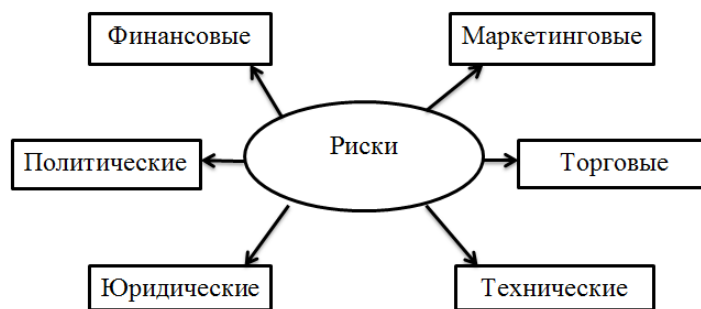 Финансовые
Маркетинговые
Риски
Политические
Торговые
Юридические
Технические